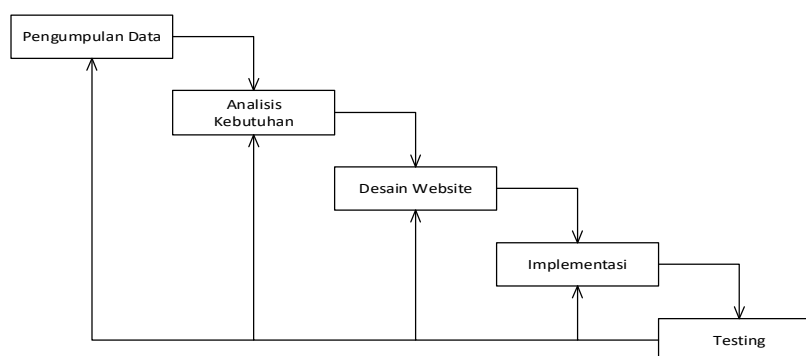 Pengumpulan Data
Analisis
Kebutuhan
Desain Website
Implementasi
Testing